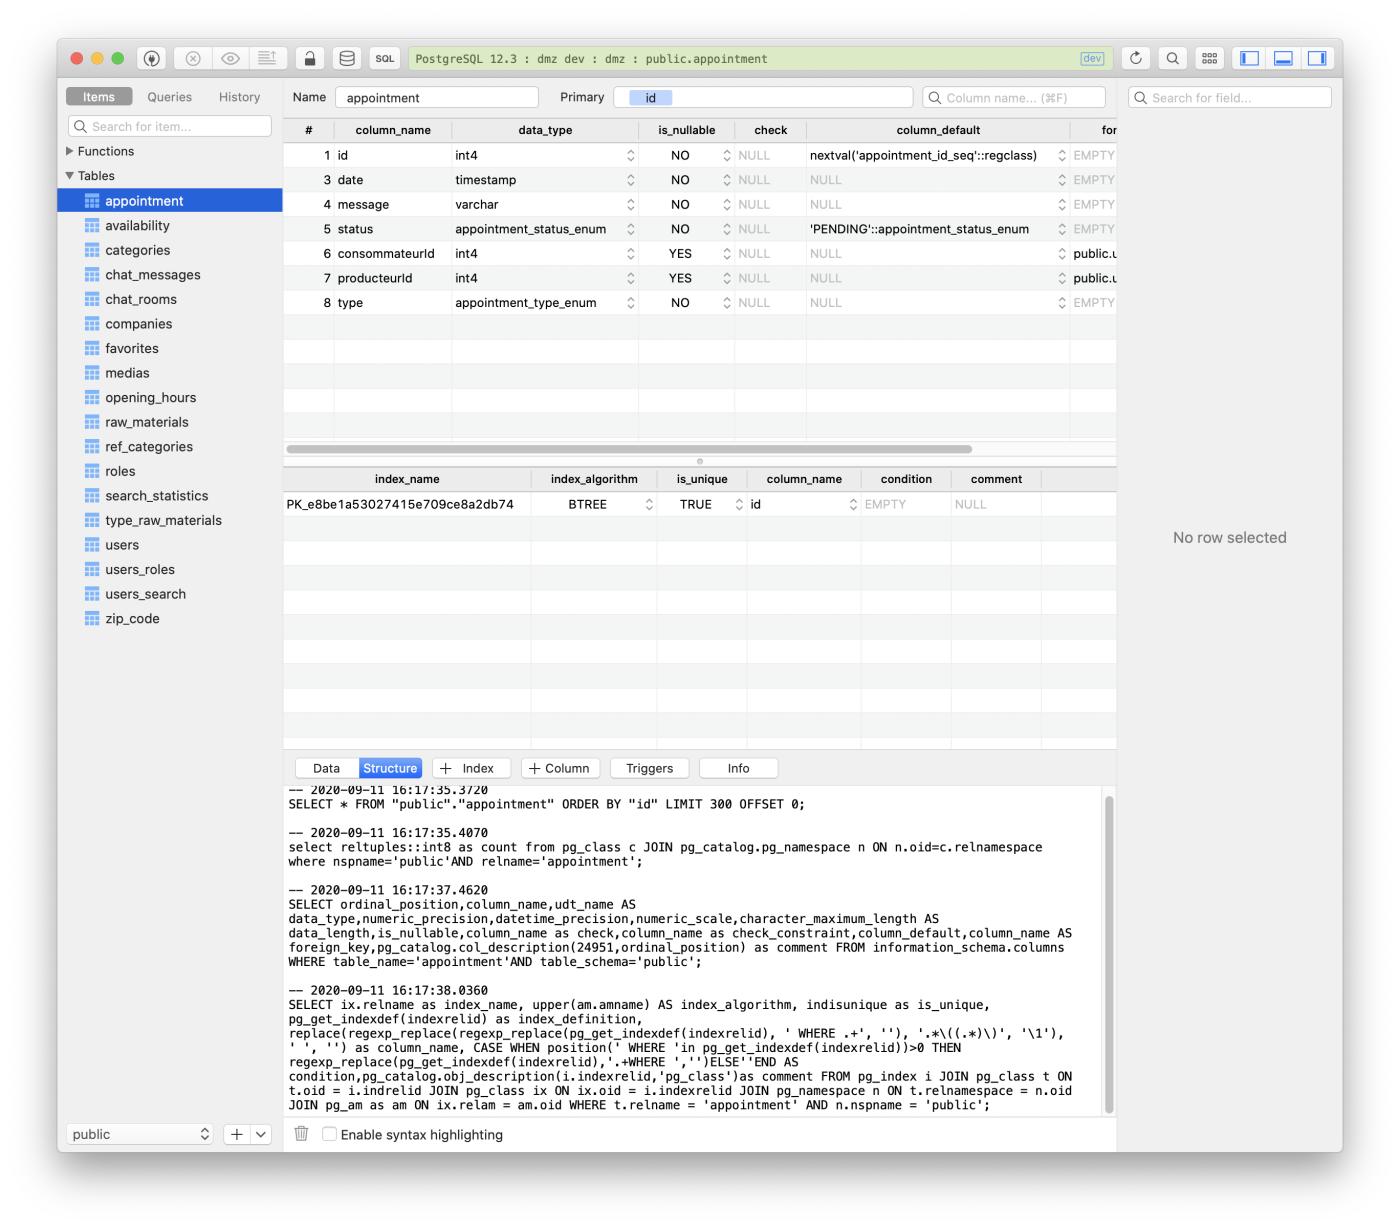 SQL
PostgreSQL 12.3 : dmz dev : dmz : public.appointment
dev
Items Queries History
Search for item...
Functions
Tables
appointment
availability
categories
chat_messages
chat_rooms
companies
favorites
medias
opening_hours
raw_materials
ref_categories
roles
search_statistics
type_raw_materials
users
users_roles
users_search
zip_code
public
Name appointment Primary id Column name... (⌘F)
# column_name data_type is_nullable check column_default for
1 id int4 NO NULL nextval('appointment_id_seq'::regclass) EMPTY
3 date timestamp NO NULL NULL EMPTY
4 message varchar NO NULL NULL EMPTY
5 status appointment_status_enum NO NULL 'PENDING'::appointment_status_enum EMPTY
6 consommateurId int4 YES NULL NULL public.u
7 producteurId int4 YES NULL NULL public.u
8 type appointment_type_enum NO NULL NULL EMPTY
index_name index_algorithm is_unique column_name condition comment
PK_e8be1a53027415e709ce8a2db74 BTREE TRUE id EMPTY NULL
Data Structure + Index + Column Triggers Info
-- 2020-09-11 16:17:35.3720
SELECT * FROM "public"."appointment" ORDER BY "id" LIMIT 300 OFFSET 0;
-- 2020-09-11 16:17:35.4070
select reltuples::int8 as count from pg_class c JOIN pg_catalog.pg_namespace n ON n.oid=c.relnamespace
where nspname='public'AND relname='appointment';
-- 2020-09-11 16:17:37.4620
SELECT ordinal_position,column_name,udt_name AS
data_type,numeric_precision,datetime_precision,numeric_scale,character_maximum_length AS
data_length,is_nullable,column_name as check,column_name as check_constraint,column_default,column_name AS
foreign_key,pg_catalog.col_description(24951,ordinal_position) as comment FROM information_schema.columns
WHERE table_name='appointment'AND table_schema='public';
-- 2020-09-11 16:17:38.0360
SELECT ix.relname as index_name, upper(am.amname) AS index_algorithm, indisunique as is_unique,
pg_get_indexdef(indexrelid) as index_definition,
replace(regexp_replace(regexp_replace(pg_get_indexdef(indexrelid), ' WHERE .+', ''), '.*\((.*)\)', '\1'),
' ', '') as column_name, CASE WHEN position(' WHERE 'in pg_get_indexdef(indexrelid))>0 THEN
regexp_replace(pg_get_indexdef(indexrelid),'.+WHERE ','')ELSE''END AS
condition,pg_catalog.obj_description(i.indexrelid,'pg_class')as comment FROM pg_index i JOIN pg_class t ON
t.oid = i.indrelid JOIN pg_class ix ON ix.oid = i.indexrelid JOIN pg_namespace n ON t.relnamespace = n.oid
JOIN pg_am as am ON ix.relam = am.oid WHERE t.relname = 'appointment' AND n.nspname = 'public';
Enable syntax highlighting
Search for field...
No row selected